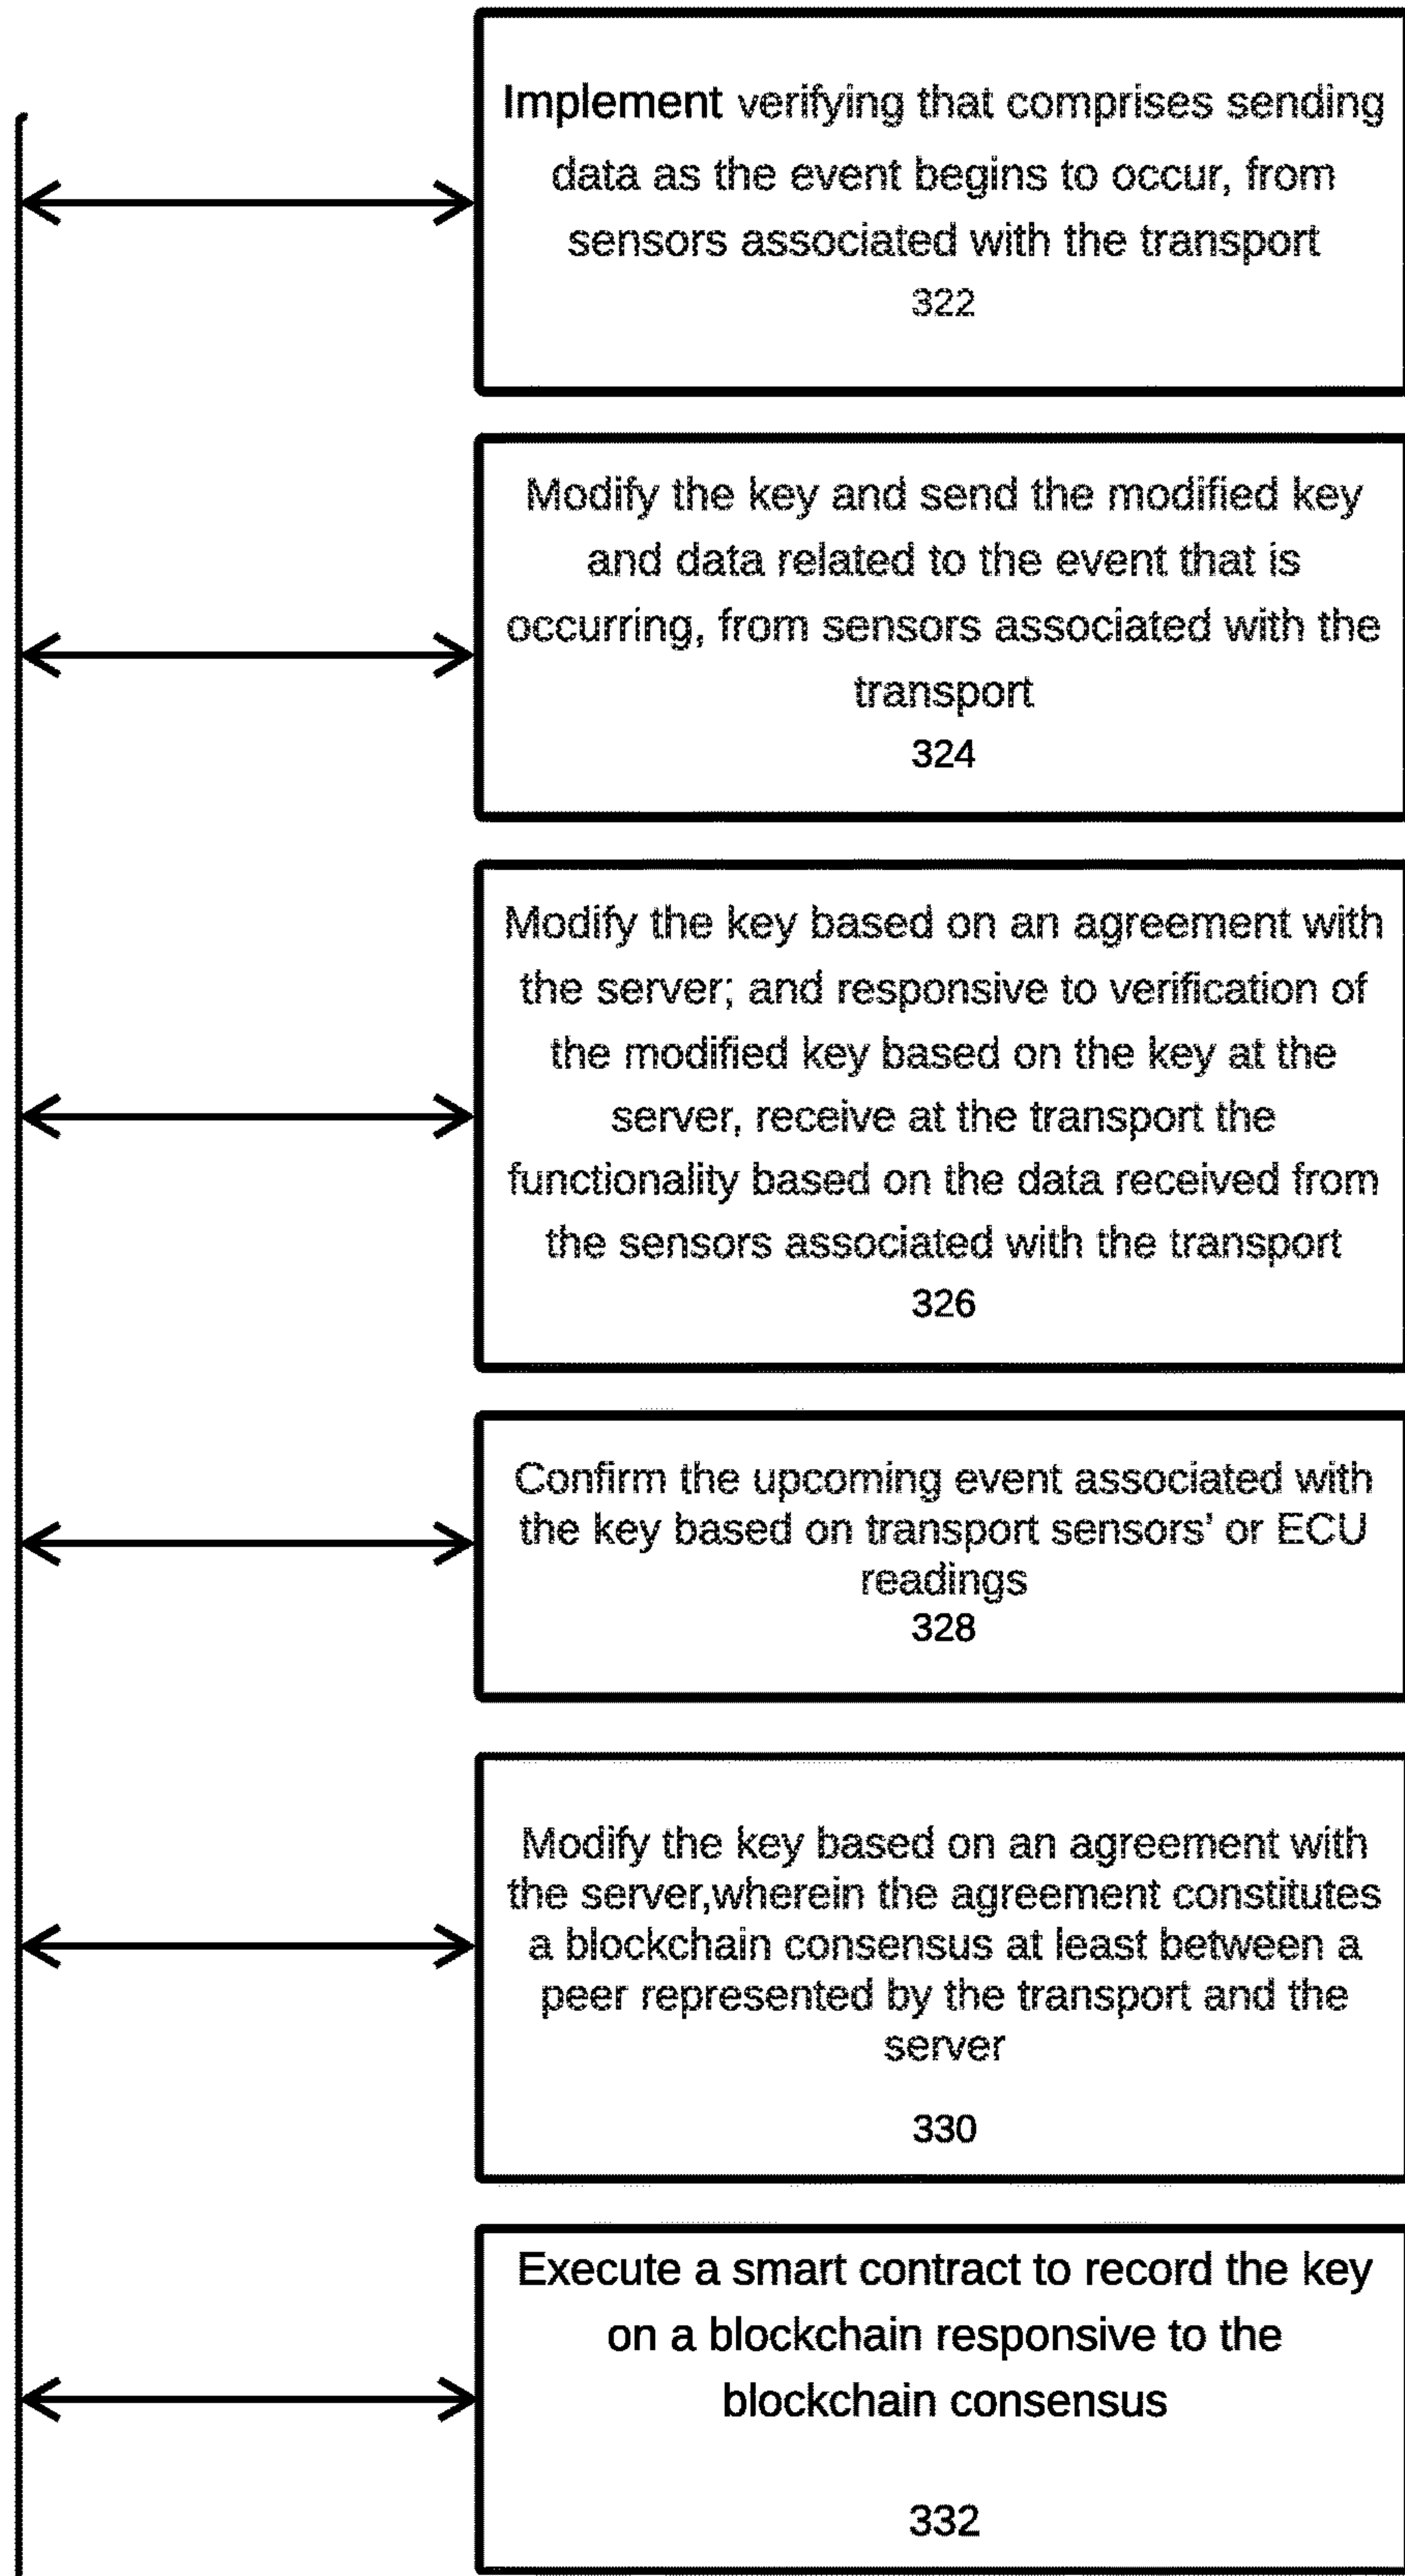 Implement verifying that comprises sending
data as the event begins to occur, from
sensors associated with the transport
322
Modify the key and send the modified key
and data related to the event that is
occurring, from sensors associated with the
transport
324
Modify the key based on an agreement with
the server; and responsive to verification of
the modified key based on the key at the
server, receive at the transport the
functionality based on the data received from
the sensors associated with the transport
326
Confirm the upcoming event associated with
the key based on transport sensors’ or ECU
readings
328
Modify the key based on an agreement with
the server,wherein the agreement constitutes
a blockchain consensus at least between a
peer represented by the transport and the
server
330
Execute a smart contract to record the key
on a blockchain responsive to the
blockchain consensus
332